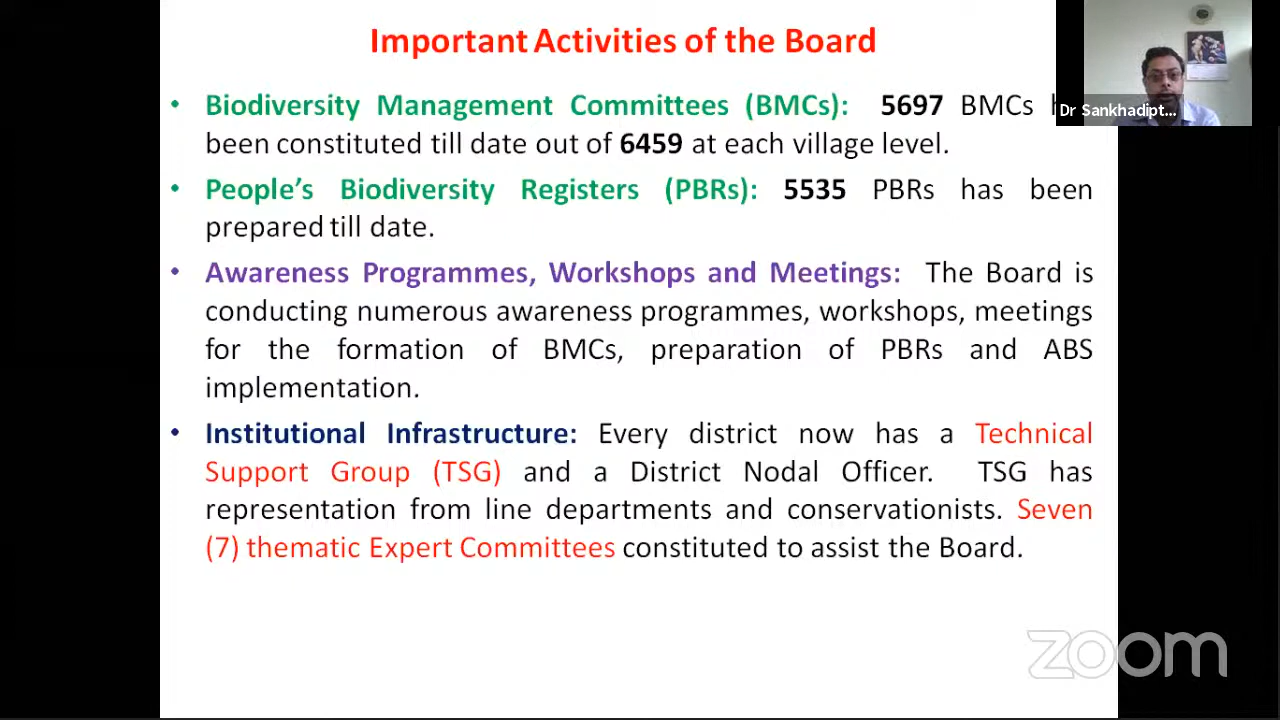 Important Activities of the Board
• Biodiversity Management Committees (BMCs): 5697 BMCs
been constituted till date out of 6459 at each village level.
• People's Biodiversity Registers (PBRs): 5535 PBRs has been
prepared till date.
• Awareness Programmes, Workshops and Meetings: The Board is
conducting numerous awareness programmes, workshops, meetings
for the formation of BMCs, preparation of PBRs and ABS
implementation.
• Institutional Infrastructure: Every district now has a Technical
Support Group (TSG) and a District Nodal Officer. TSG has
representation from line departments and conservationists. Seven
(7) thematic Expert Committees constituted to assist the Board.
Dr Sankhadipt...
zoom